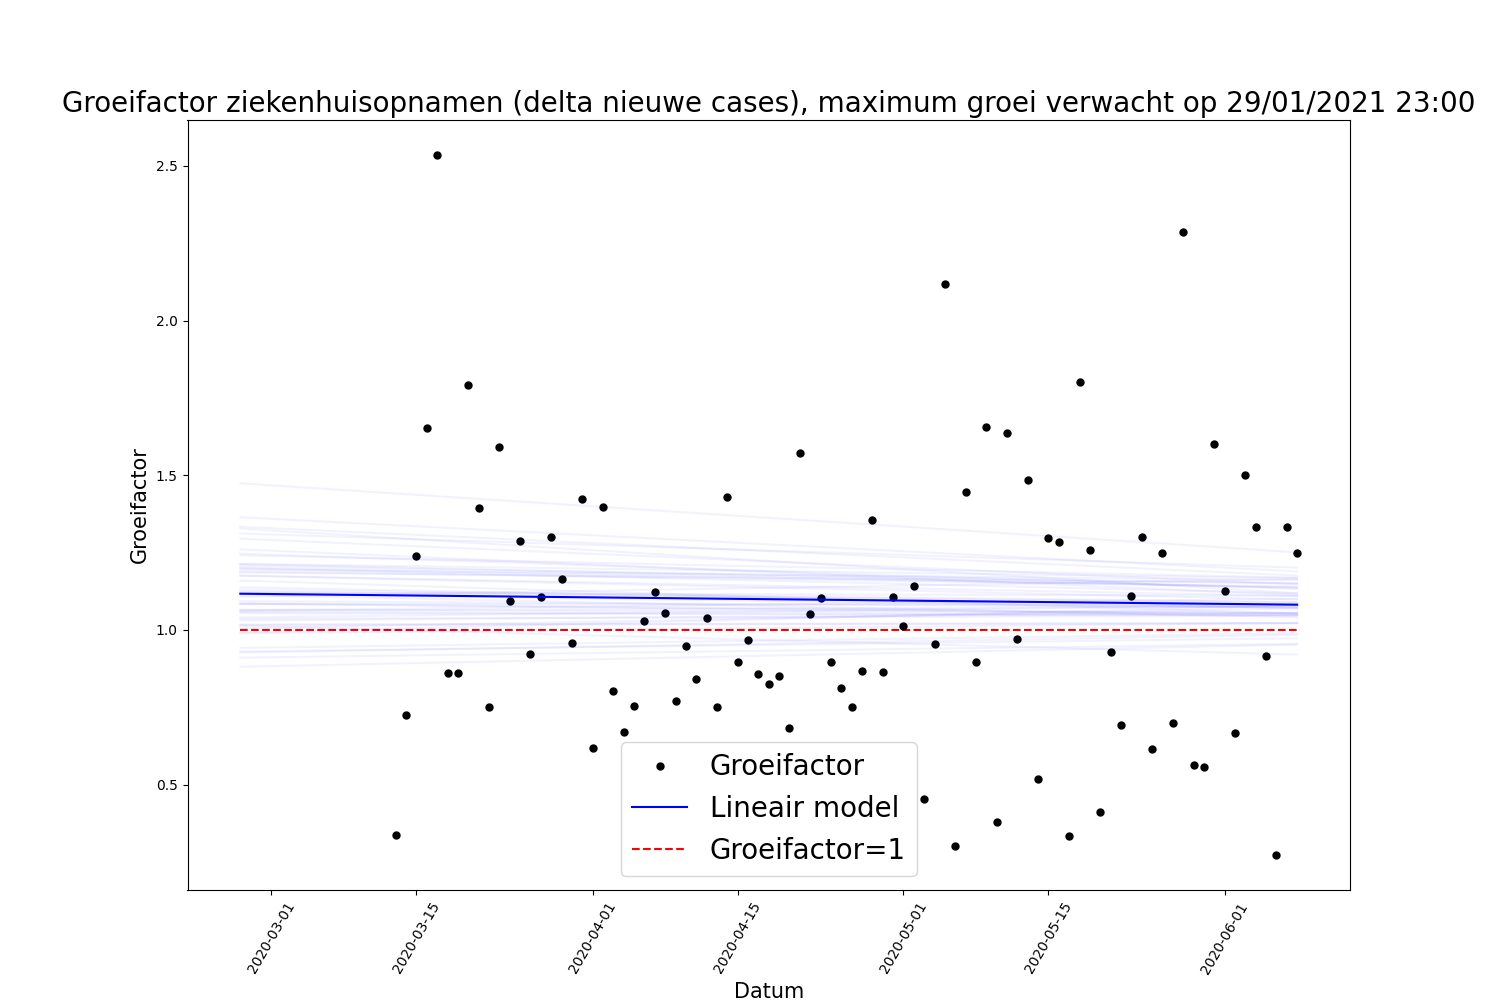 Groeifactor ziekenhuisopnamen (delta nieuwe cases), maximum groei verwacht op 29/01/2021 23:00
2.5
2.0
1.5
1.0
0.5
Groeifactor
Groeifactor
Lineair model
Groeifactor=1
2020-03-01
2020-03-15
2020-04-01
2020-04-15
2020-05-01
2020-05-15
2020-06-01
Datum